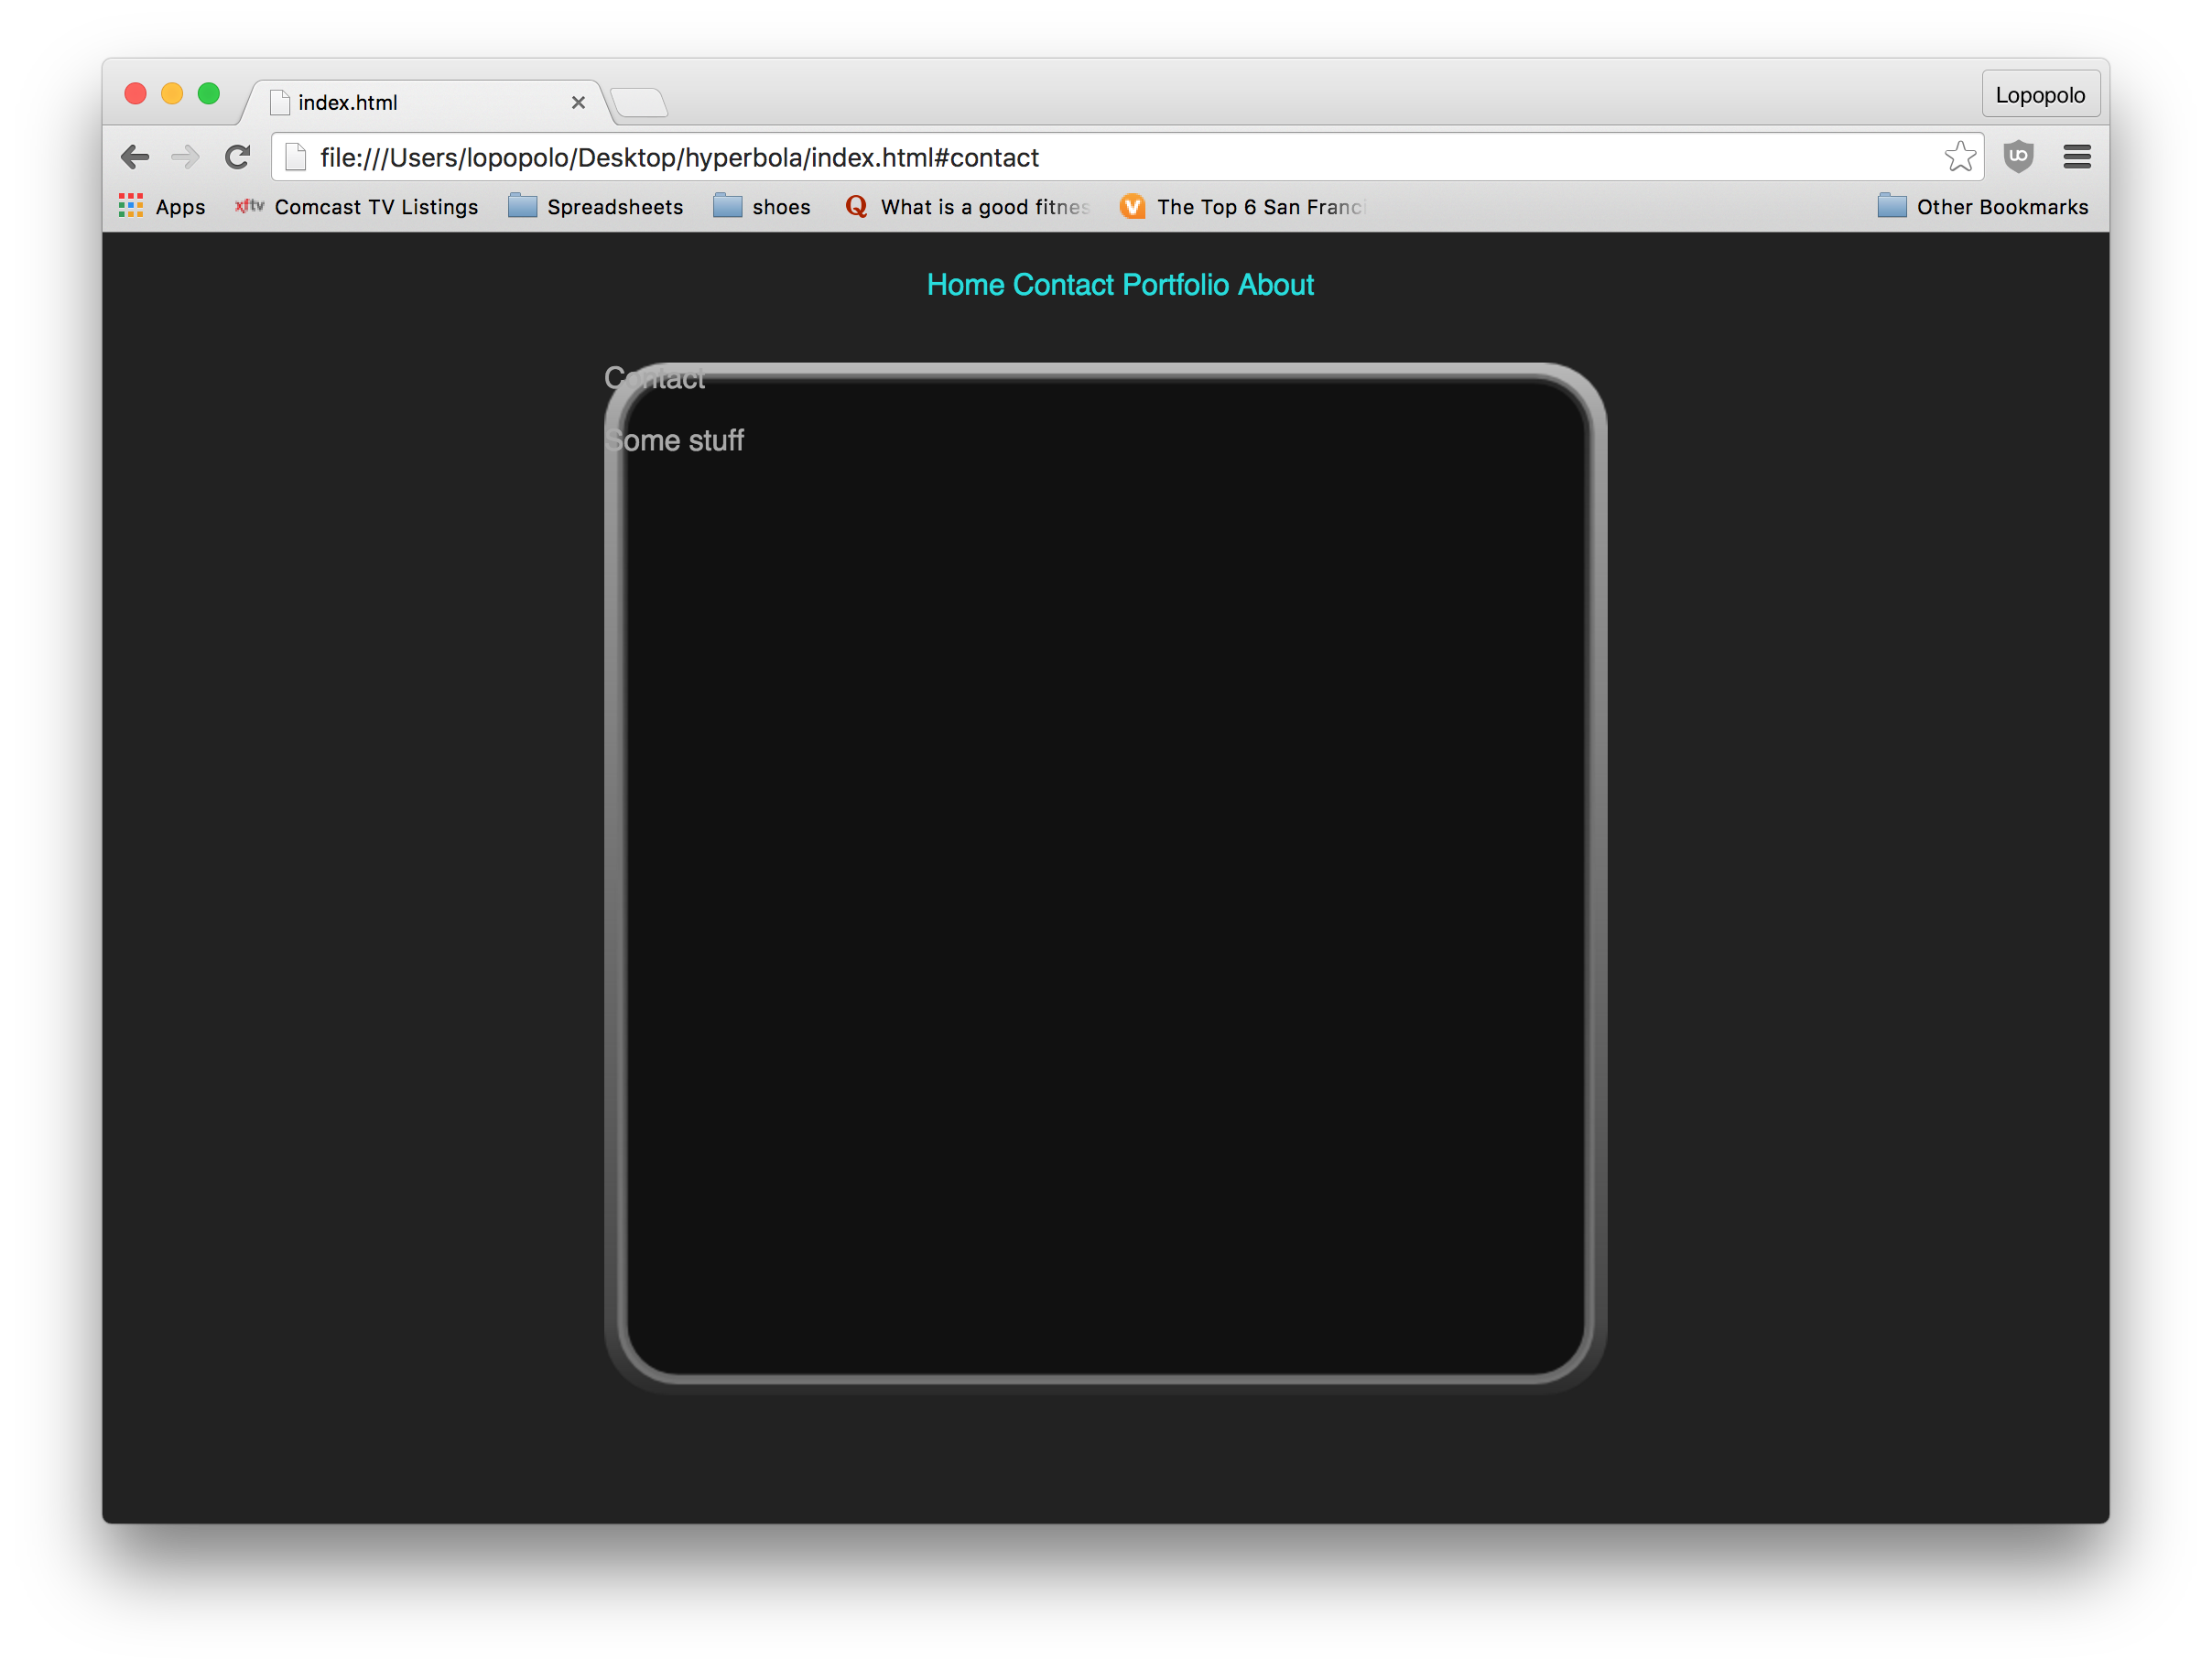 index.html
Lopopolo
file:///Users/lopopolo/Desktop/hyperbola/index.html#contact
Apps xftv Comcast TV Listings Spreadsheets shoes Q What is a good fitnes V The Top 6 San Franci Other Bookmarks
Home Contact Portfolio About
Contact
Some stuff